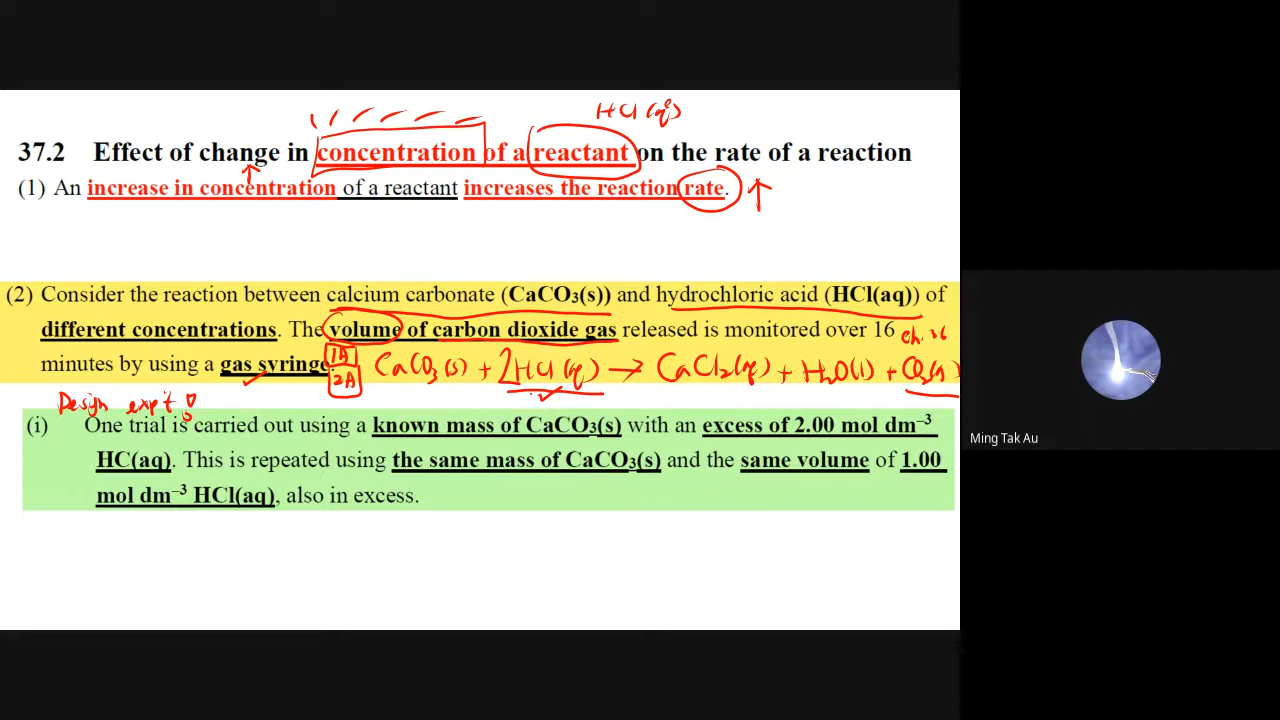 HCl (aq)
37.2 Effect of change in concentration of a reactant on the rate of a reaction
(1) An increase in concentration of a reactant increases the reaction rate. ↑
(2) Consider the reaction between calcium carbonate (CaCO₃(s)) and hydrochloric acid (HCl(aq)) of
different concentrations. The volume of carbon dioxide gas released is monitored over 16
ch. 36
minutes by using a gas syringe.
1A
2A
CaCO₃(s) + 2HCl (aq) → CaCl₂(aq) + H₂O(l) + CO₂(g)
Design expt
(i) One trial is carried out using a known mass of CaCO₃(s) with an excess of 2.00 mol dm⁻³
HC(aq). This is repeated using the same mass of CaCO₃(s) and the same volume of 1.00
mol dm⁻³ HCl(aq), also in excess.
Ming Tak Au